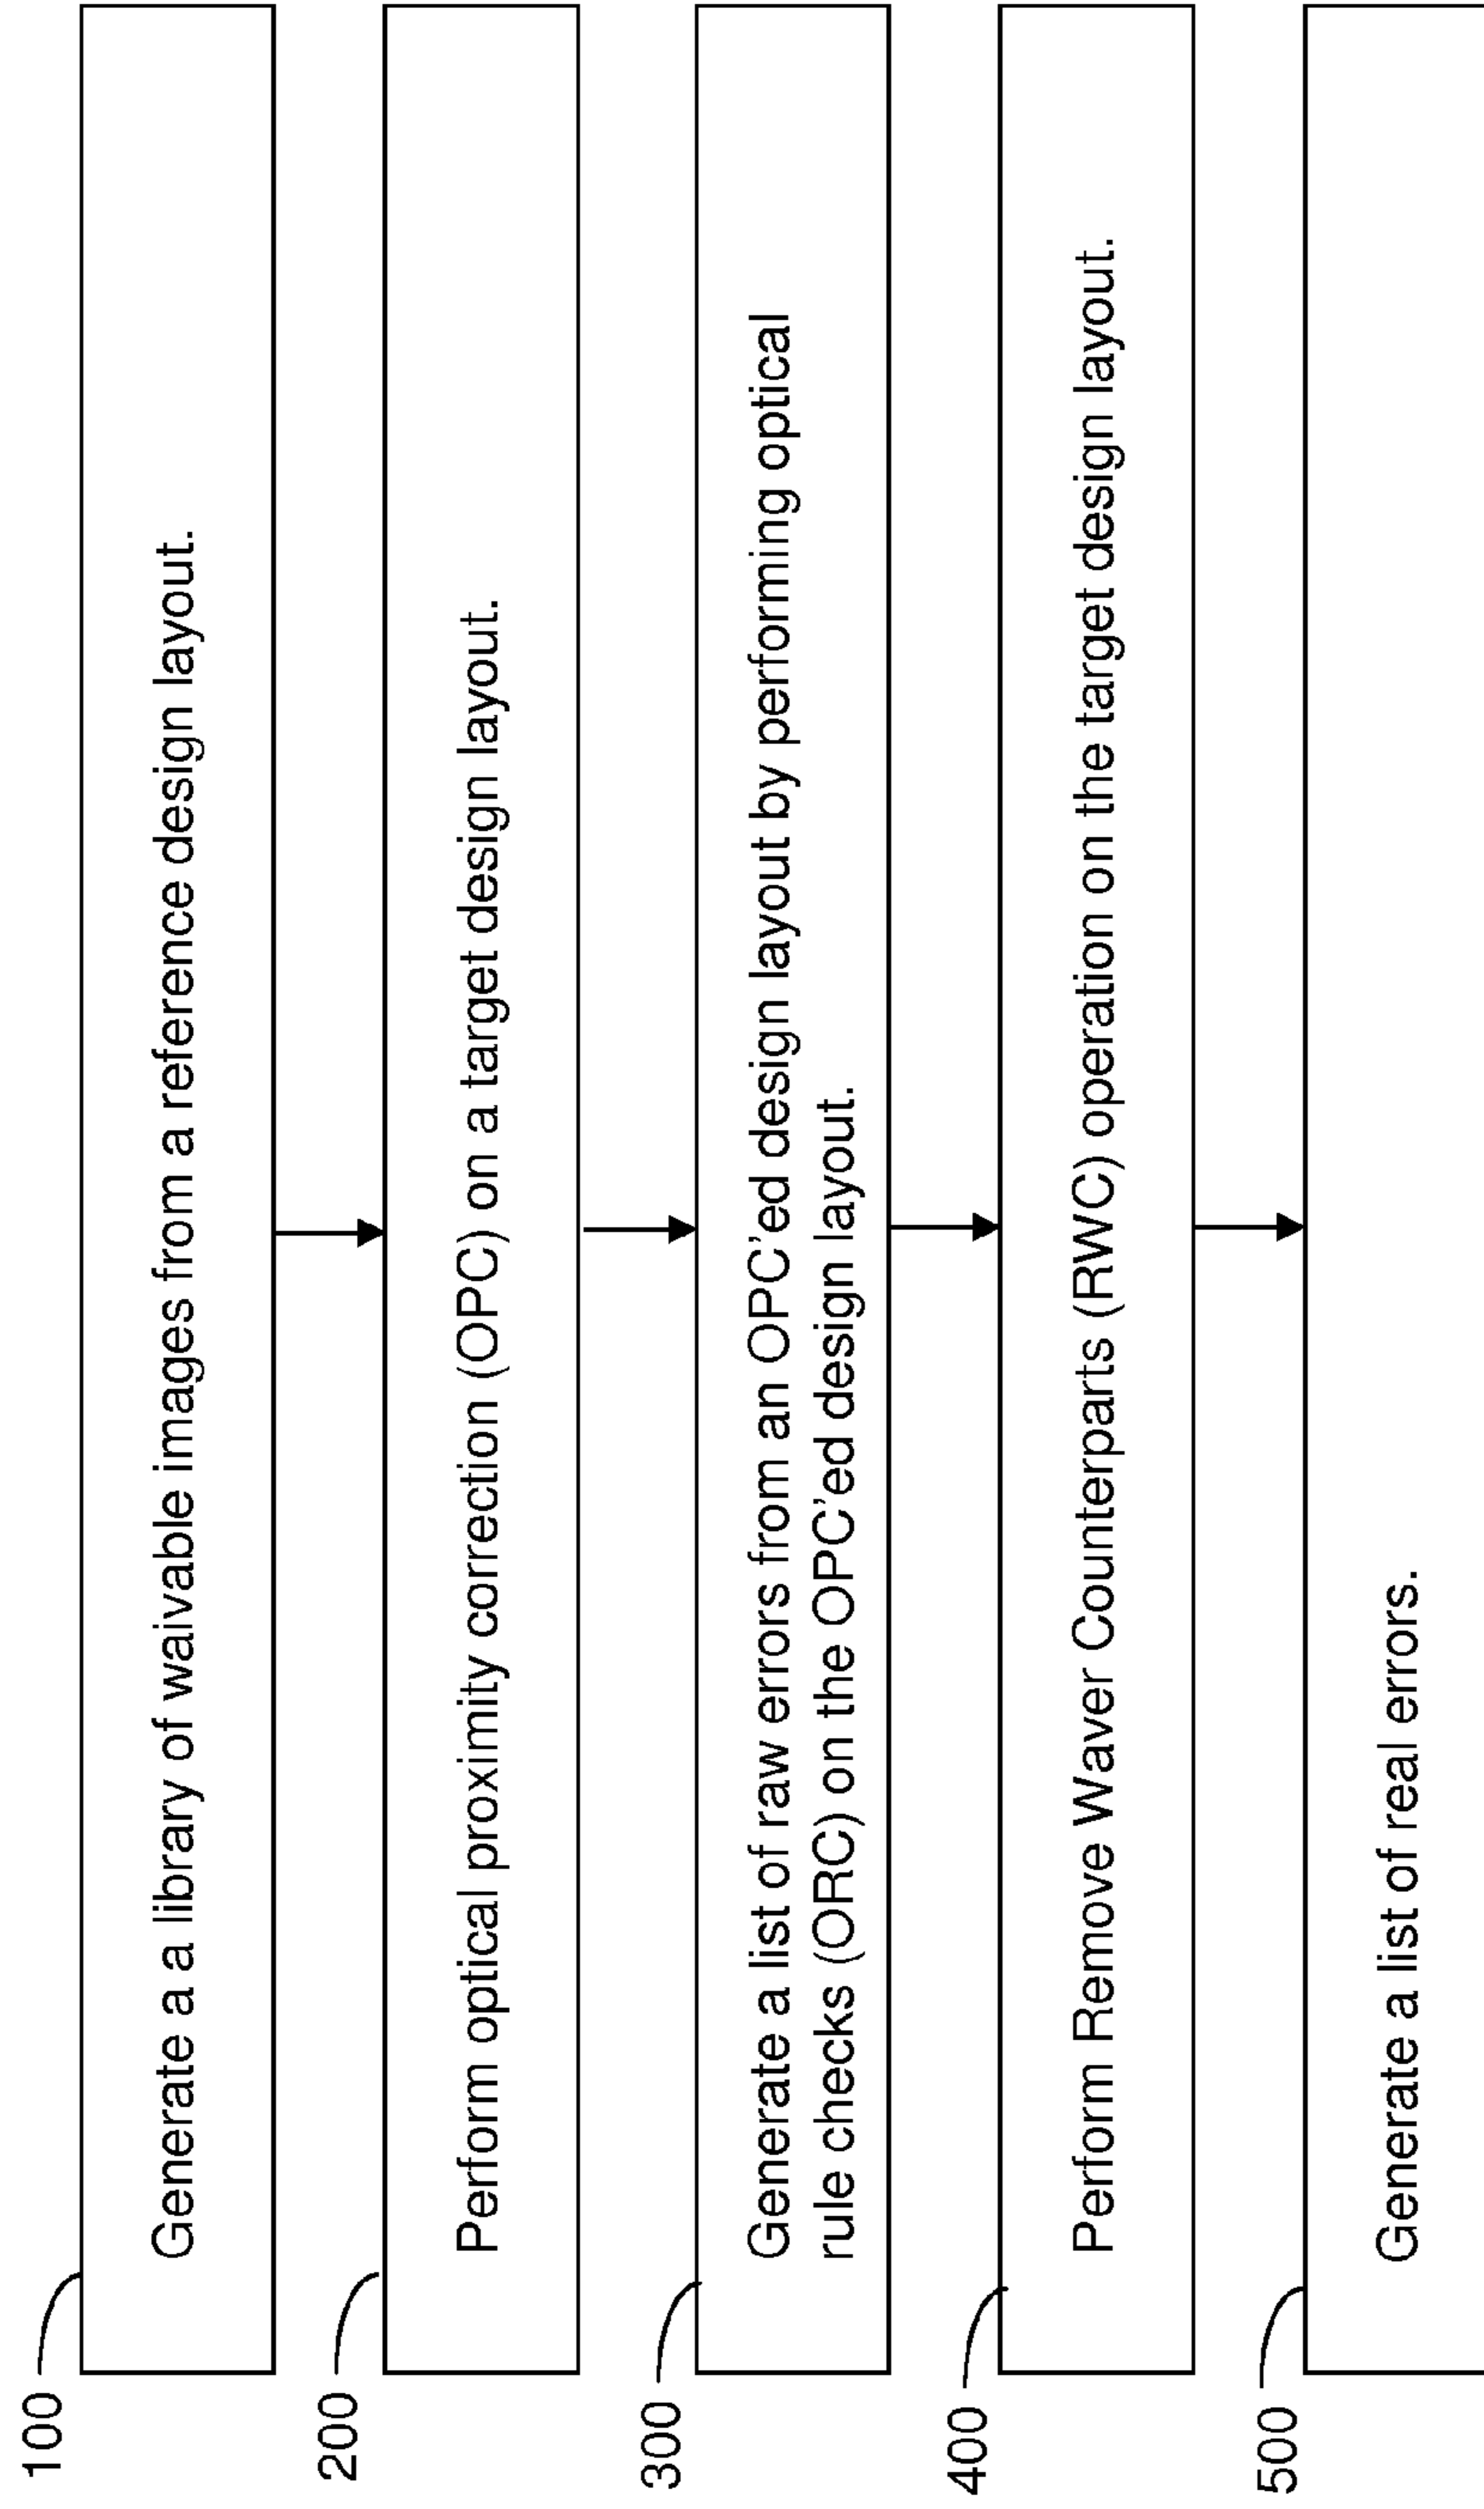 100
Generate a a library of waivable images from a reference design layout.
200
Perform optical proximity correction (OPC) on a target design layout.
300
Generate a list of raw errors from an OPC'ed design layout by performing optical
rule checks (ORC) on the OPC'ed design layout.
400
Perform Remove Waver Counterparts (RWC) operation on the target design layout.
500
Generate a list of real errors.